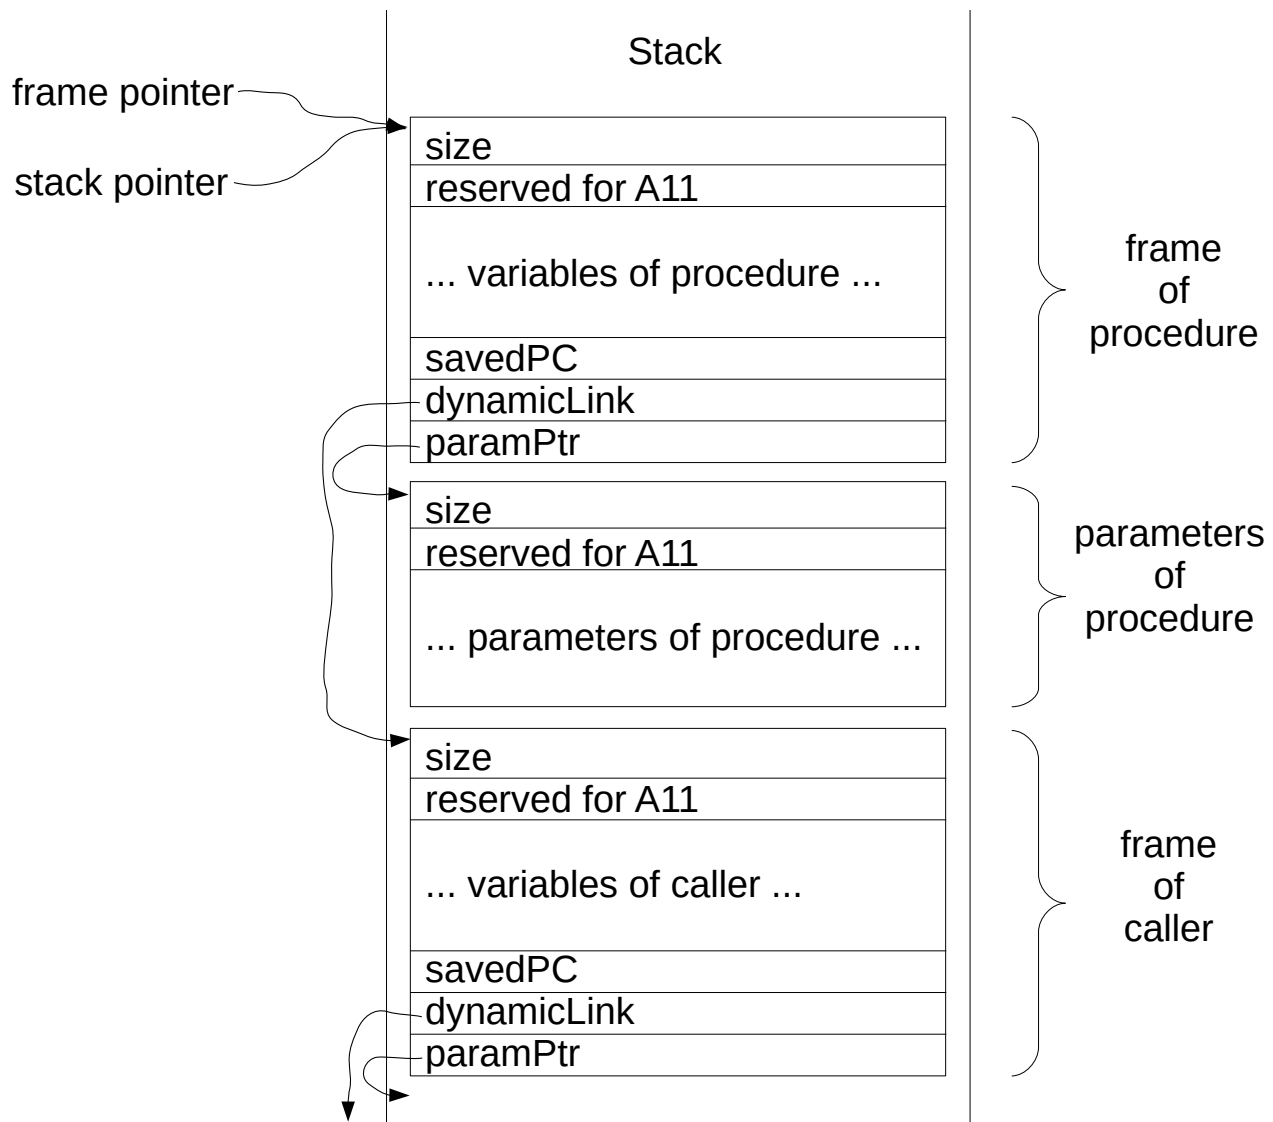 Stack
frame pointer
stack pointer
size
reserved for A11
... variables of procedure ...
savedPC
dynamicLink
paramPtr
frame
of
procedure
size
reserved for A11
... parameters of procedure ...
parameters
of
procedure
size
reserved for A11
... variables of caller ...
savedPC
dynamicLink
paramPtr
frame
of
caller